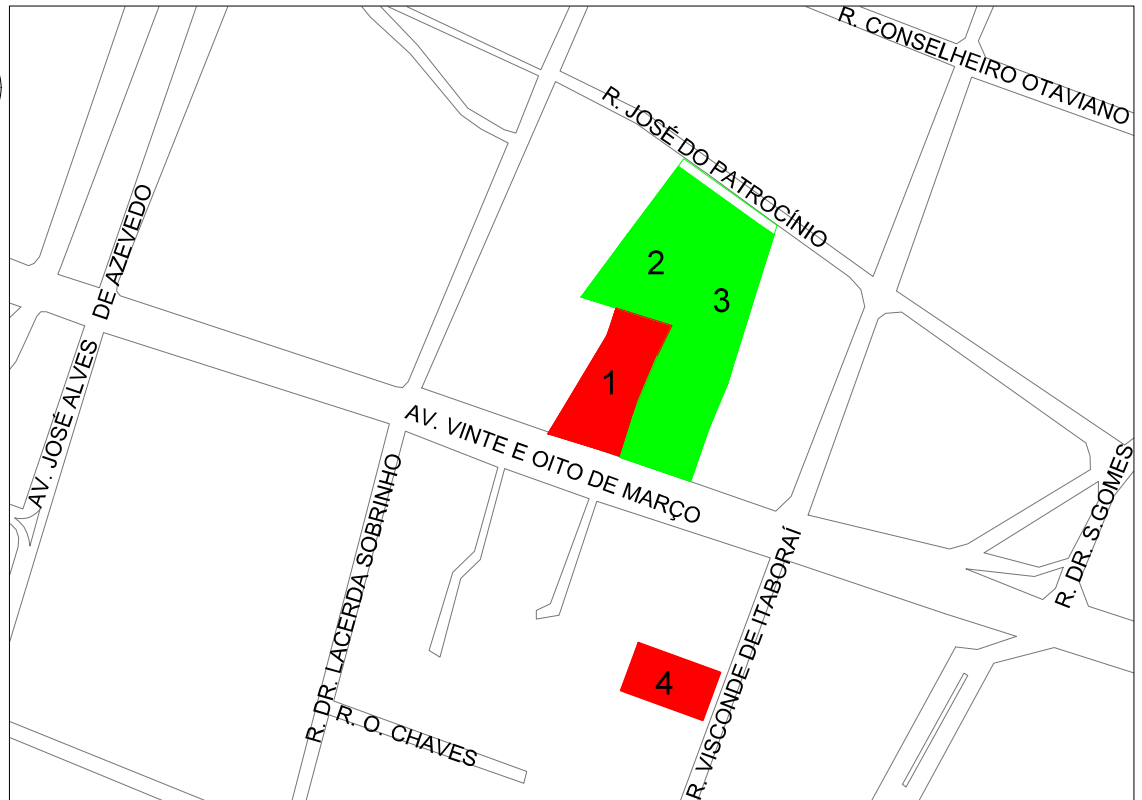 R. CONSELHEIRO OTAVIANO
R. JOSÉ DO PATROCÍNIO
AV. JOSÉ ALVES DE AZEVEDO
2
3
1
AV. VINTE E OITO DE MARÇO
R. DR. LACERDA SOBRINHO
R. DR. S.GOMES
R. VISCONDE DE ITABORAÍ
4
R. O. CHAVES